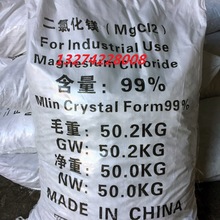 二氯化镁（MgCl2）
For Industrial Use
Magnesium Chloride
13274228008
含量：99%
Mlin Crystal Form99%
毛重：50.2KG
GW：50.2KG
净重：50.0KG
NW：50.0KG
MADE IN CHINA